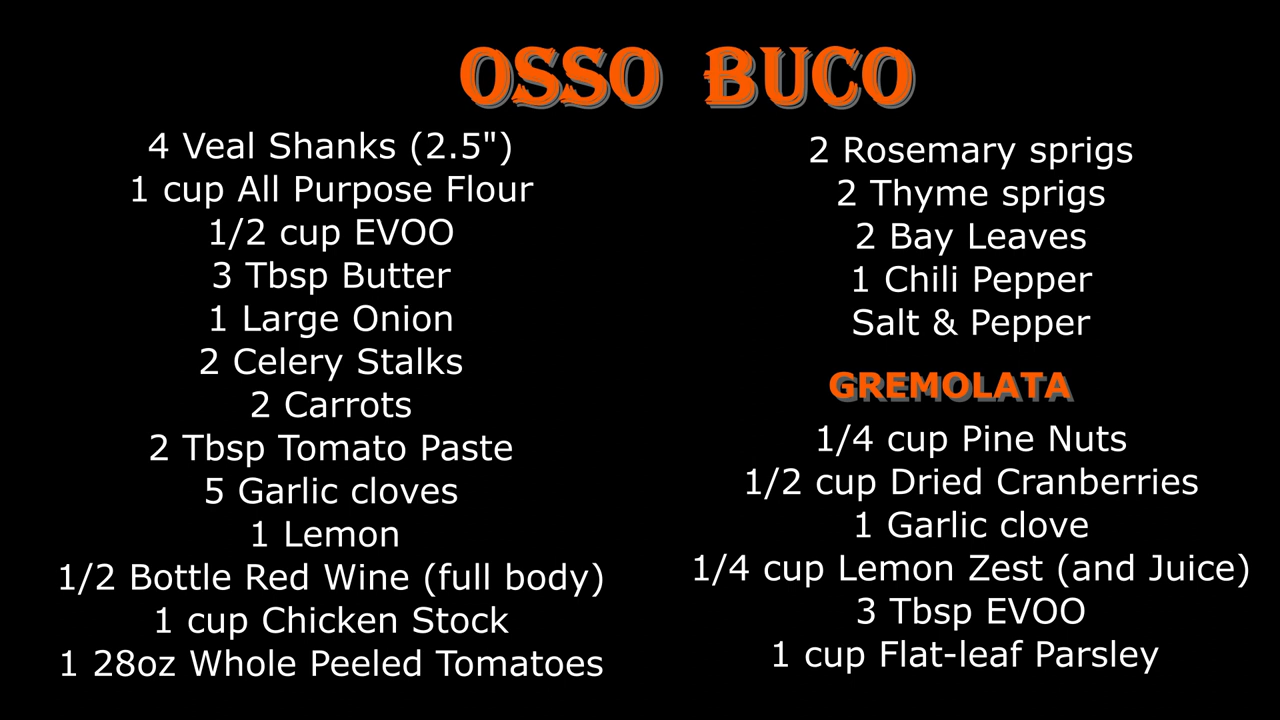 OSSO BUCO
4 Veal Shanks (2.5")
1 cup All Purpose Flour
1/2 cup EVOO
3 Tbsp Butter
1 Large Onion
2 Celery Stalks
2 Carrots
2 Tbsp Tomato Paste
5 Garlic cloves
1 Lemon
1/2 Bottle Red Wine (full body)
1 cup Chicken Stock
1 28oz Whole Peeled Tomatoes
2 Rosemary sprigs
2 Thyme sprigs
2 Bay Leaves
1 Chili Pepper
Salt & Pepper
GREMOLATA
1/4 cup Pine Nuts
1/2 cup Dried Cranberries
1 Garlic clove
1/4 cup Lemon Zest (and Juice)
3 Tbsp EVOO
1 cup Flat-leaf Parsley